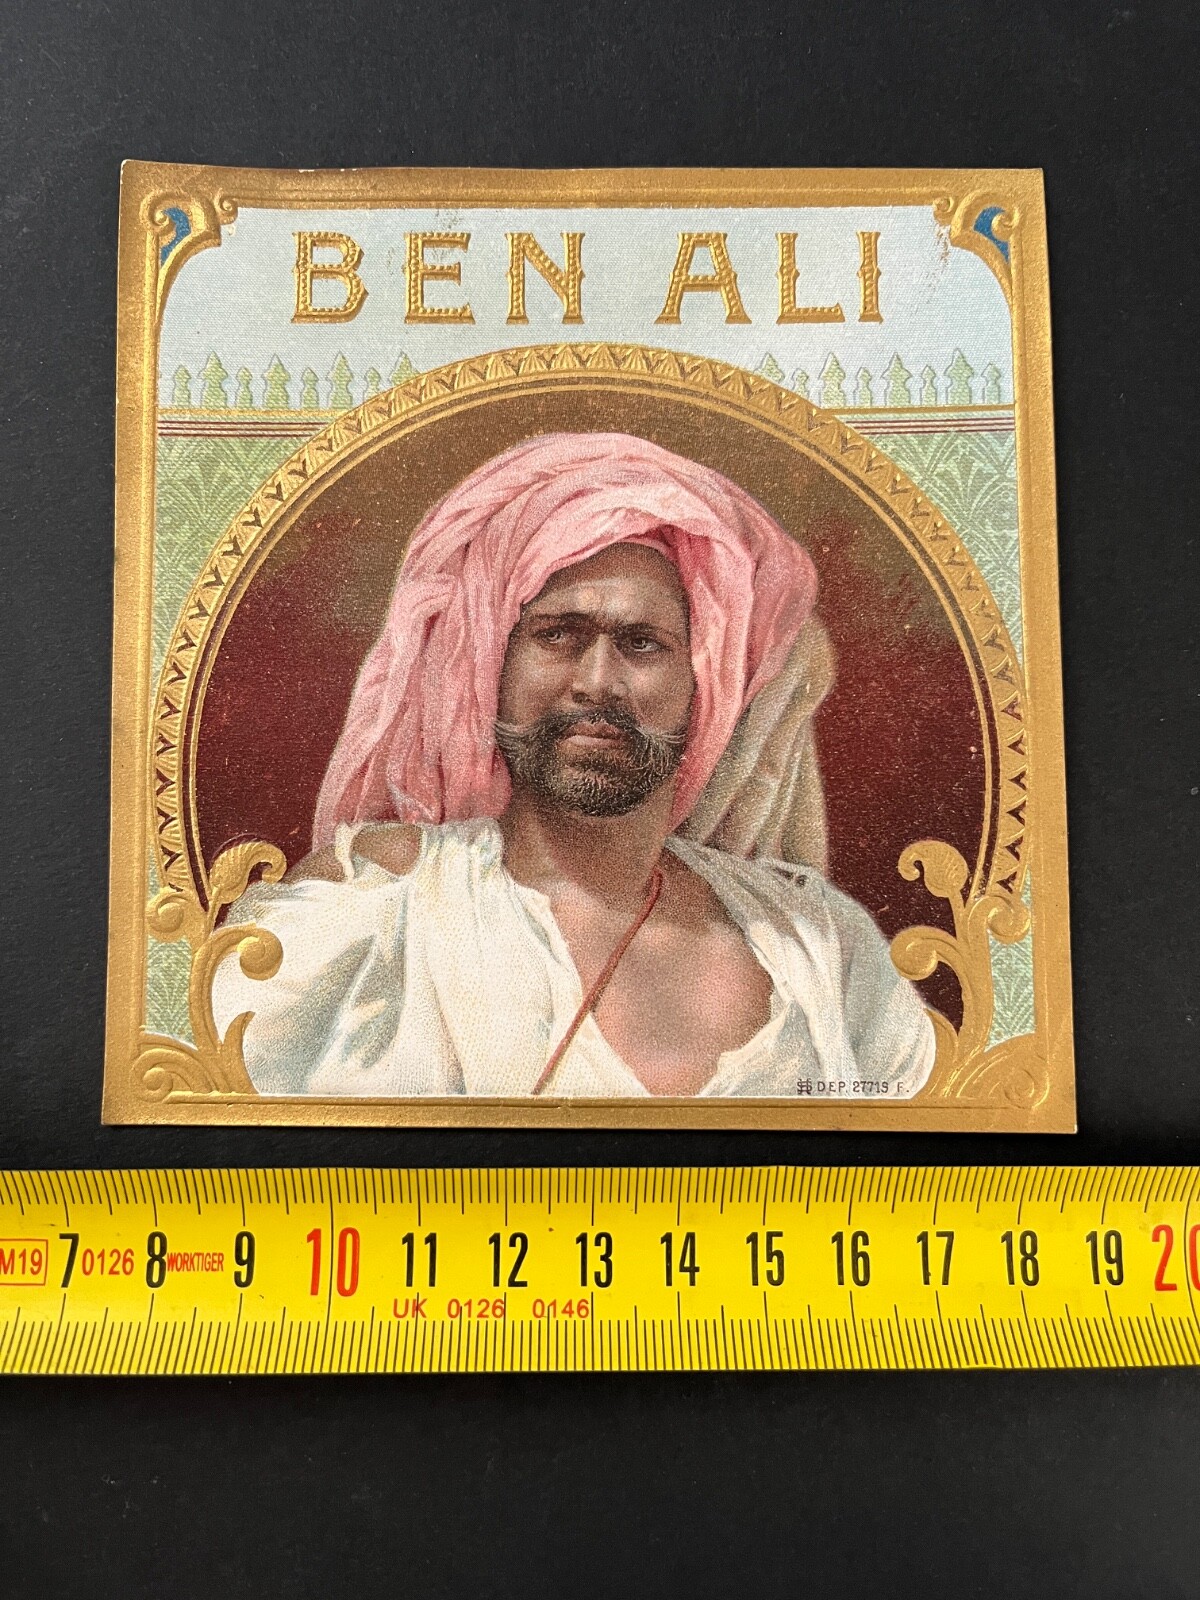 BEN ALI
DEP. 27719 F.
M19 7 0126 8 WORKTIGER 9 10 11 12 13 14 15 16 17 18 19 20
UK 0126 0146